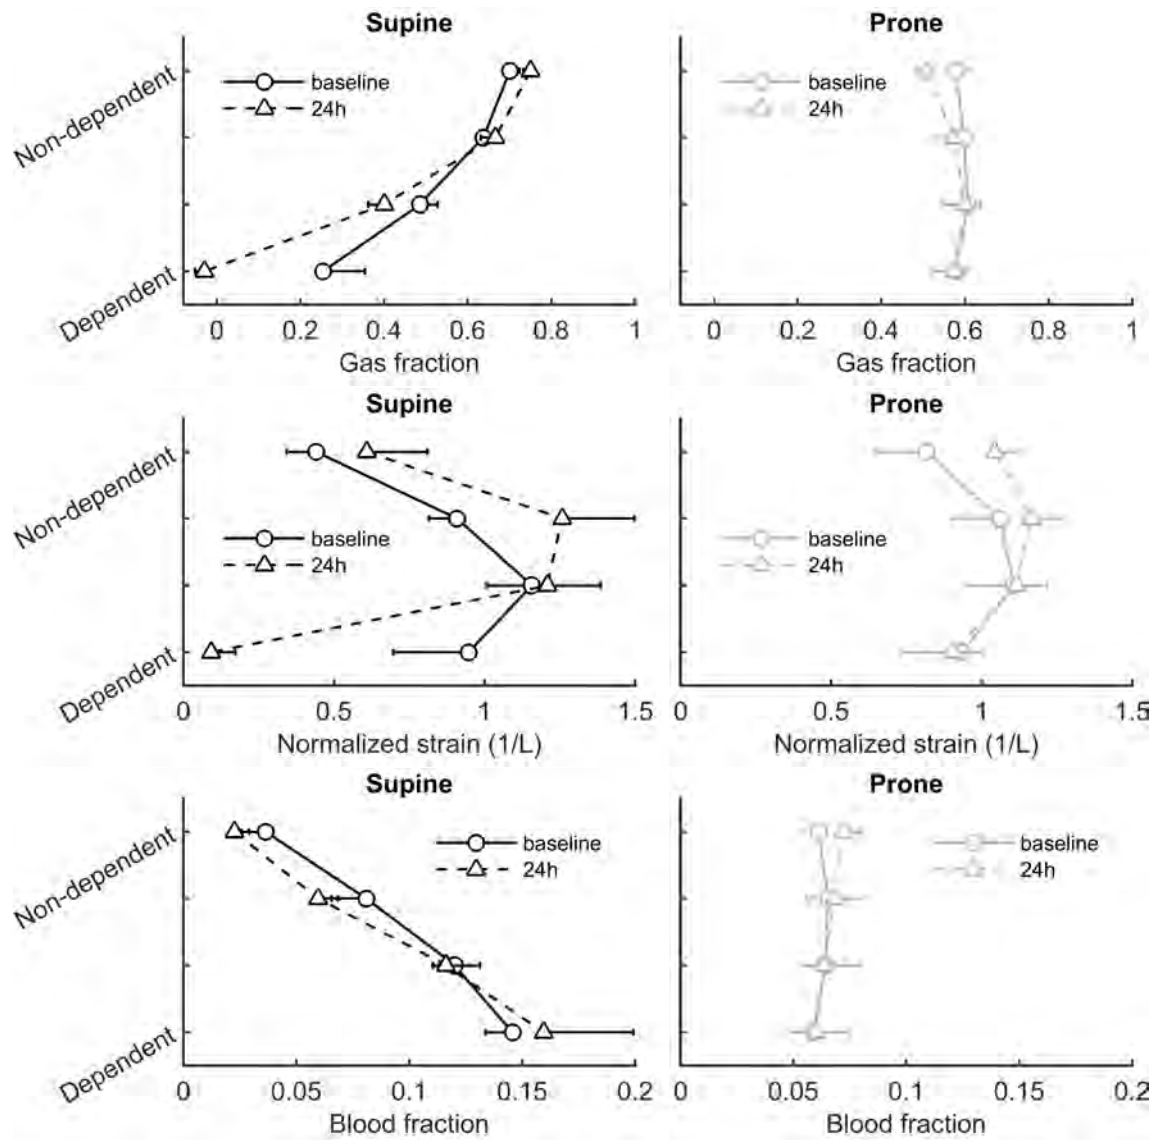 Supine
Prone
Non-dependent
Dependent
baseline
24h
baseline
24h
0 0.2 0.4 0.6 0.8 1
0 0.2 0.4 0.6 0.8 1
Gas fraction
Gas fraction
Supine
Prone
Non-dependent
Dependent
baseline
24h
baseline
24h
0 0.5 1 1.5
0 0.5 1 1.5
Normalized strain (1/L)
Normalized strain (1/L)
Supine
Prone
Non-dependent
Dependent
baseline
24h
baseline
24h
0 0.05 0.1 0.15 0.2
0 0.05 0.1 0.15 0.2
Blood fraction
Blood fraction